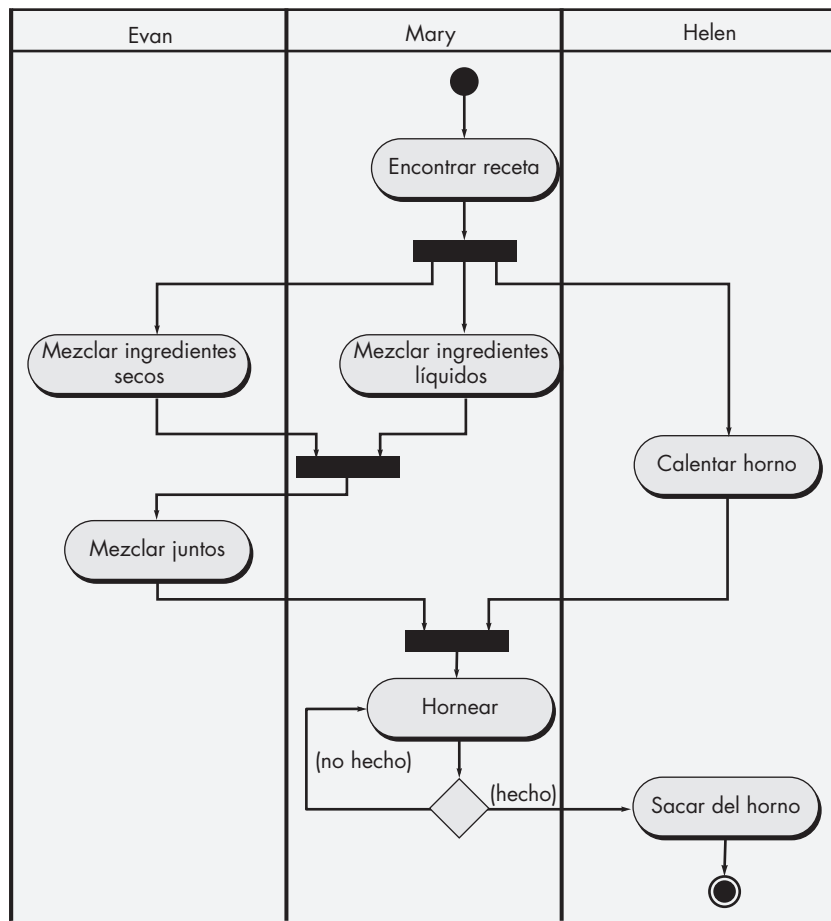 Evan
Mary
Helen
Encontrar receta
Mezclar ingredientes
secos
Mezclar ingredientes
líquidos
Calentar horno
Mezclar juntos
Hornear
(no hecho)
(hecho)
Sacar del horno